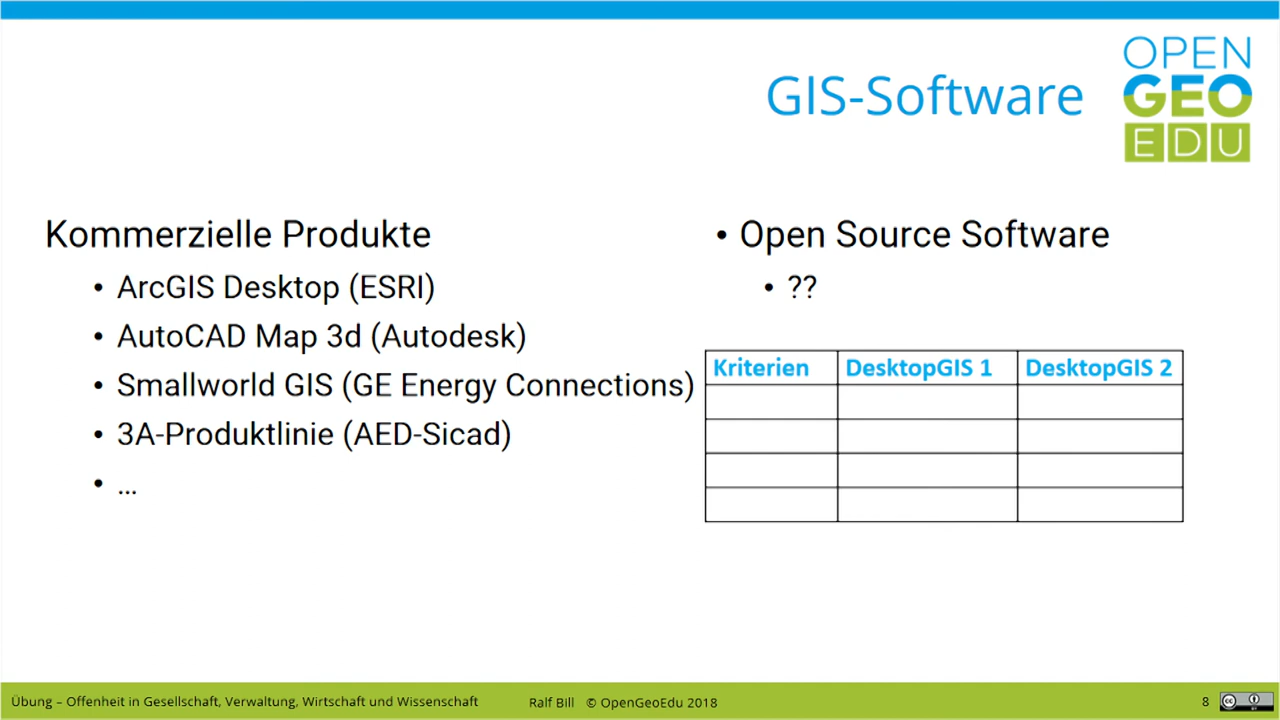 OPEN
GEO
EDU
GIS-Software
Kommerzielle Produkte
• ArcGIS Desktop (ESRI)
• AutoCAD Map 3d (Autodesk)
• Smallworld GIS (GE Energy Connections)
• 3A-Produktlinie (AED-Sicad)
• ...
• Open Source Software
• ??
Kriterien DesktopGIS 1 DesktopGIS 2
Übung – Offenheit in Gesellschaft, Verwaltung, Wirtschaft und Wissenschaft Ralf Bill © OpenGeoEdu 2018 8
cc
BY